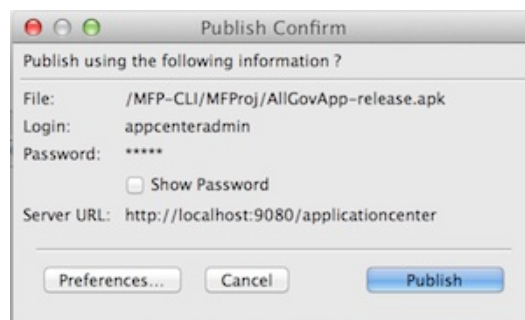 Publish Confirm
Publish using the following information ?
File: /MFP-CLI/MFProj/AllGovApp-release.apk
Login: appcenteradmin
Password: *****
Show Password
Server URL: http://localhost:9080/applicationcenter
Preferences... Cancel Publish